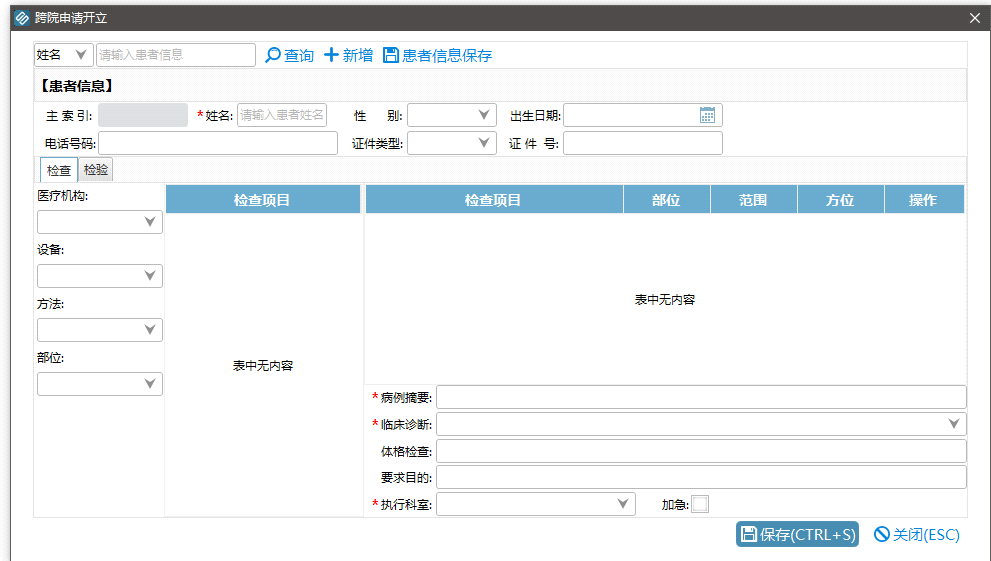 跨院申请开立
姓名 请输入患者信息 查询 新增 患者信息保存
【患者信息】
主 索 引: *姓名: 请输入患者姓名 性 别: 出生日期:
电话号码: 证件类型: 证 件 号:
检查 检验
医疗机构:
设备:
方法:
部位:
检查项目
表中无内容
检查项目 部位 范围 方位 操作
表中无内容
*病例摘要:
*临床诊断:
体格检查:
要求目的:
*执行科室: 加急:
保存(CTRL+S) 关闭(ESC)